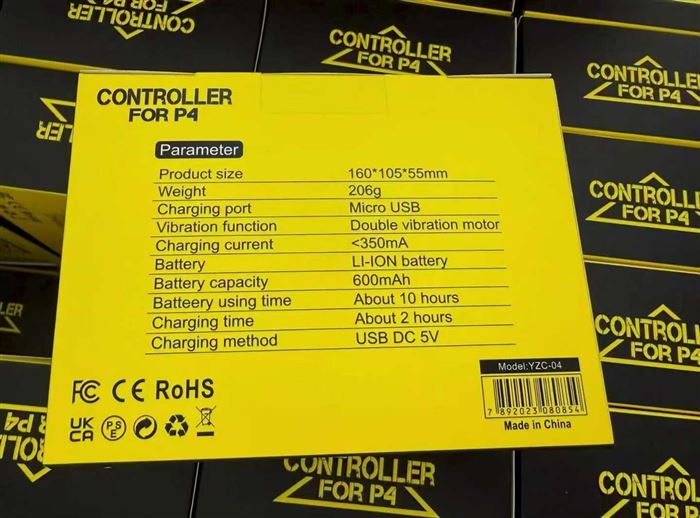 CONTROLLER
FOR P4
Parameter
Product size 160*105*55mm
Weight 206g
Charging port Micro USB
Vibration function Double vibration motor
Charging current <350mA
Battery LI-ION battery
Battery capacity 600mAh
Batteery using time About 10 hours
Charging time About 2 hours
Charging method USB DC 5V
FC CE RoHS
UK
CA
PS
E
Model:YZC-04
7 892023 080854
Made in China
FOR P4
CONTROLLER
CONTROLLER
FOR P4
CONTROLLER
FOR P4
CONTROLLER
FOR P4
CONTROLLER
FOR P4
CONTROLLER
FOR P4
CONTROLLER
FOR P4